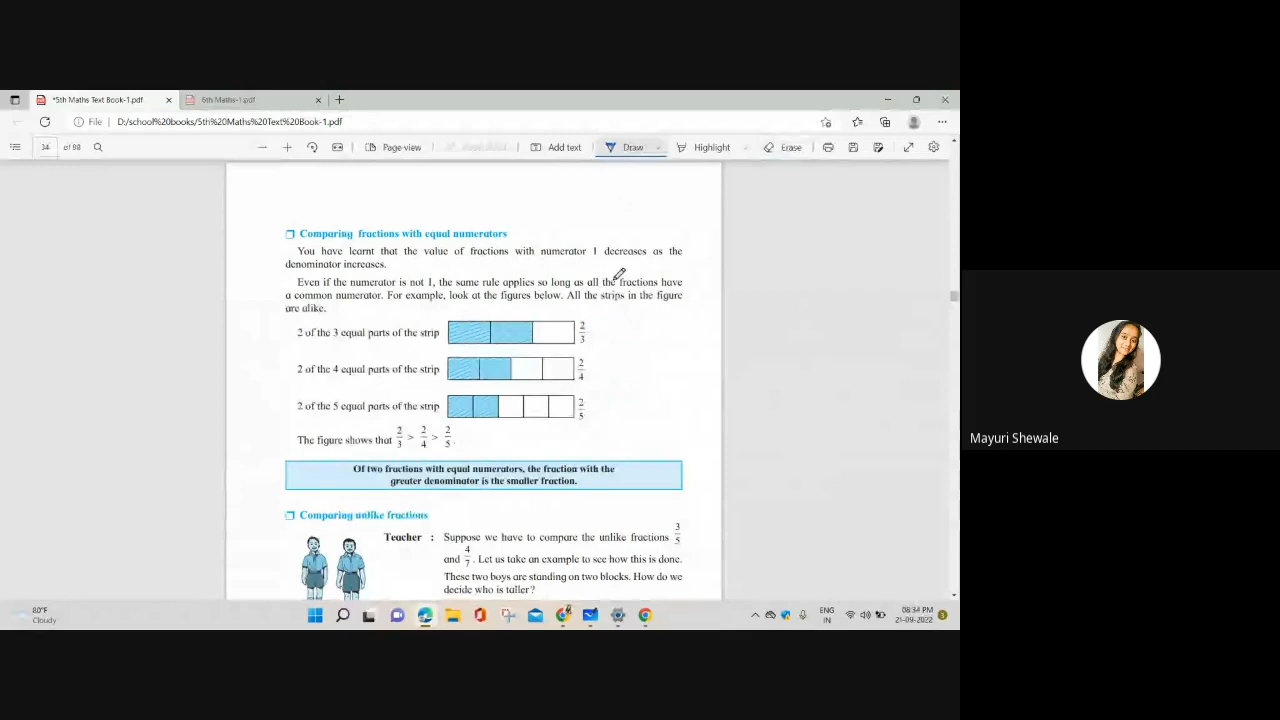 *5th Maths Text Book-1.pdf
6th Maths-1.pdf
File D:/school%20books/5th%20Maths%20Text%20Book-1.pdf
34 of 98 Page view Add text Draw Highlight Erase
Comparing fractions with equal numerators
You have learnt that the value of fractions with numerator 1 decreases as the
denominator increases.
Even if the numerator is not 1, the same rule applies so long as all the fractions have
a common numerator. For example, look at the figures below. All the strips in the figure
are alike.
2 of the 3 equal parts of the strip 2/3
2 of the 4 equal parts of the strip 2/4
2 of the 5 equal parts of the strip 2/5
The figure shows that 2/3 > 2/4 > 2/5.
Of two fractions with equal numerators, the fraction with the
greater denominator is the smaller fraction.
Comparing unlike fractions
Teacher : Suppose we have to compare the unlike fractions 3/5
and 4/7. Let us take an example to see how this is done.
These two boys are standing on two blocks. How do we
decide who is taller?
80°F
Cloudy
ENG
IN
08:34 PM
21-09-2022
3
Mayuri Shewale